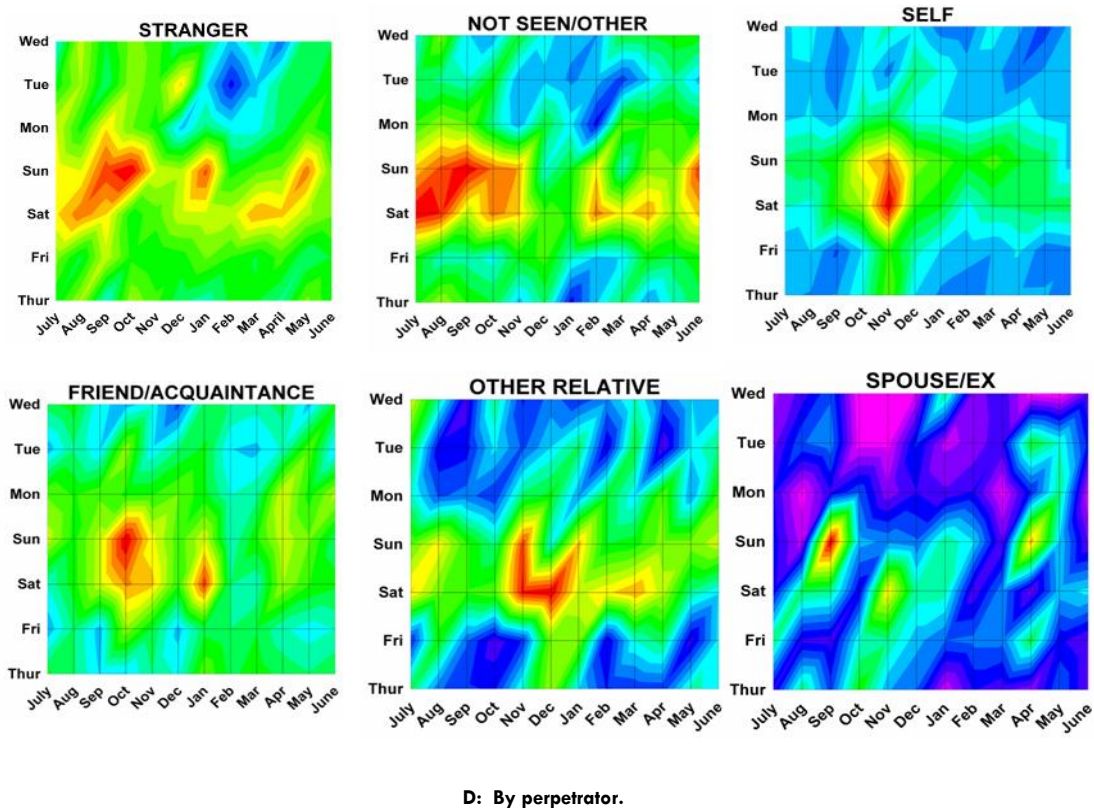 STRANGER
Wed
Tue
Mon
Sun
Sat
Fri
Thur
July Aug Sep Oct Nov Dec Jan Feb Mar April May June
NOT SEEN/OTHER
Wed
Tue
Mon
Sun
Sat
Fri
Thur
July Aug Sep Oct Nov Dec Jan Feb Mar Apr May June
SELF
Wed
Tue
Mon
Sun
Sat
Fri
Thur
July Aug Sep Oct Nov Dec Jan Feb Mar Apr May June
FRIEND/ACQUAINTANCE
Wed
Tue
Mon
Sun
Sat
Fri
Thur
July Aug Sep Oct Nov Dec Jan Feb Mar Apr May June
OTHER RELATIVE
Wed
Tue
Mon
Sun
Sat
Fri
Thur
July Aug Sep Oct Nov Dec Jan Feb Mar Apr May June
SPOUSE/EX
Wed
Tue
Mon
Sun
Sat
Fri
Thur
July Aug Sep Oct Nov Dec Jan Feb Mar Apr May June
D: By perpetrator.